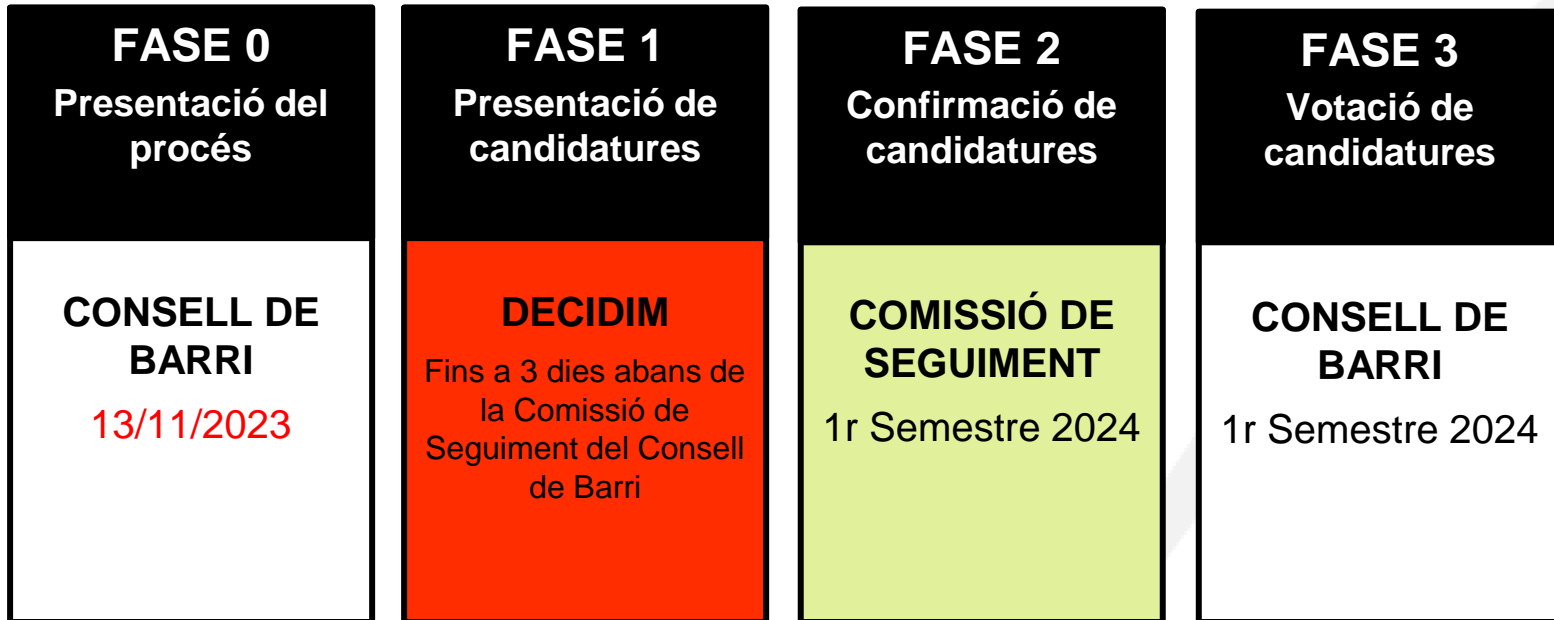 FASE 0
Presentació del
procés
CONSELL DE
BARRI
13/11/2023
FASE 1
Presentació de
candidatures
DECIDIM
Fins a 3 dies abans de
la Comissió de
Seguiment del Consell
de Barri
FASE 2
Confirmació de
candidatures
COMISSIÓ DE
SEGUIMENT
1r Semestre 2024
FASE 3
Votació de
candidatures
CONSELL DE
BARRI
1r Semestre 2024